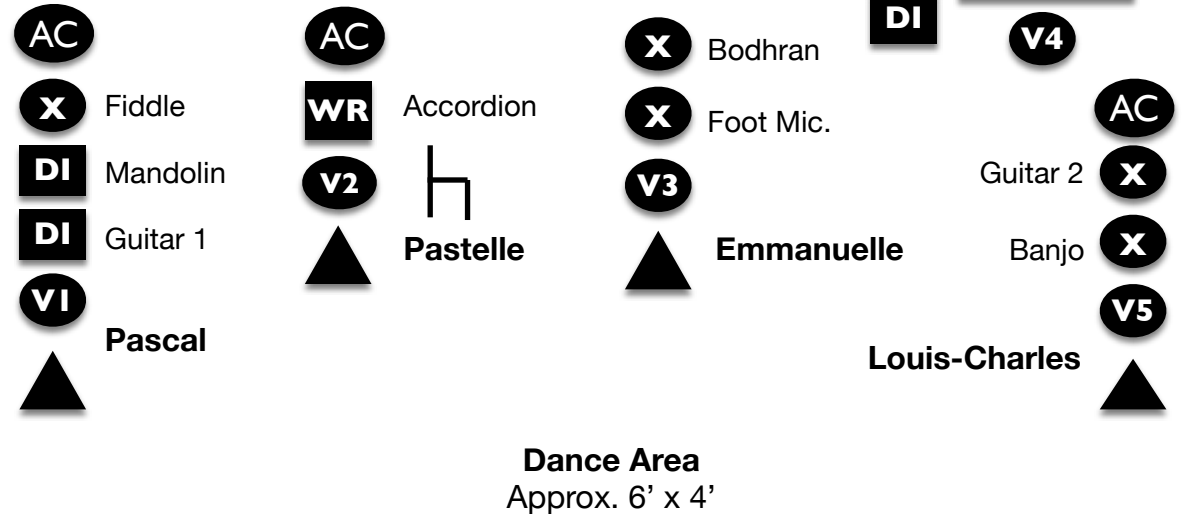 AC
X Fiddle
DI Mandolin
DI Guitar 1
V1
Pascal
AC
WR Accordion
V2
Pastelle
X Bodhran
X Foot Mic.
V3
Emmanuelle
DI
V4
AC
Guitar 2 X
Banjo X
V5
Louis-Charles
Dance Area
Approx. 6’ x 4’